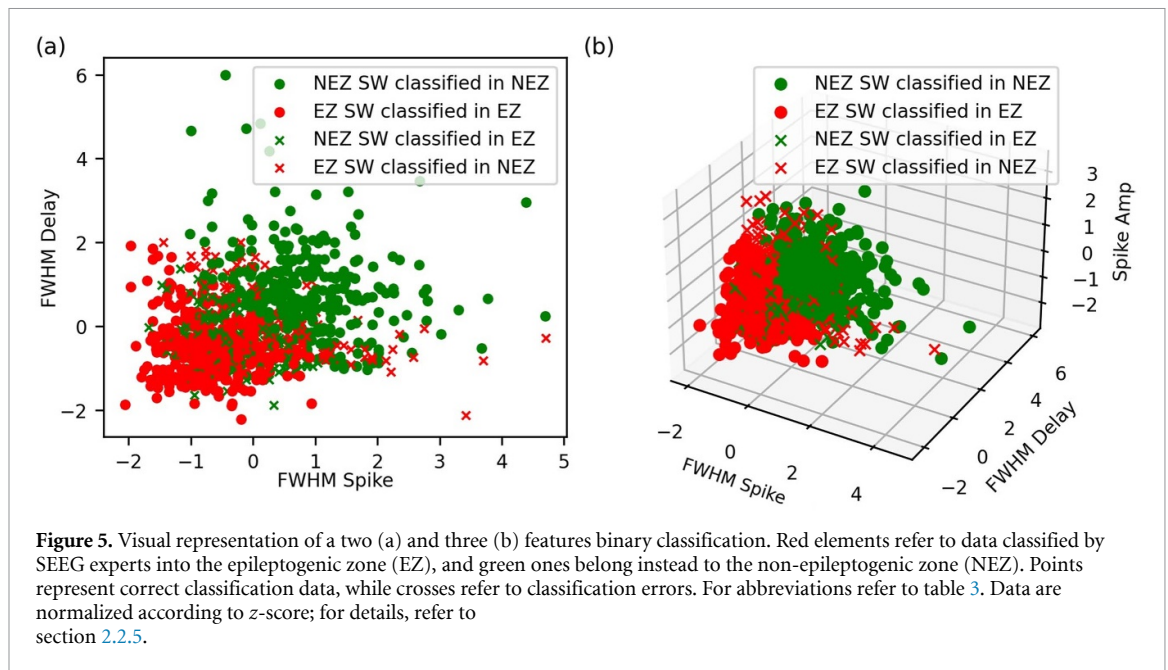 (a)
6
4
2
0
−2
FWHM Delay
−2 −1 0 1 2 3 4 5
FWHM Spike
NEZ SW classified in NEZ
EZ SW classified in EZ
NEZ SW classified in EZ
EZ SW classified in NEZ
(b)
NEZ SW classified in NEZ
EZ SW classified in EZ
NEZ SW classified in EZ
EZ SW classified in NEZ
3
2
1
0
−1
−2
Spike Amp
6
4
2
0
−2
FWHM Delay
−2
0
2
4
FWHM Spike
Figure 5. Visual representation of a two (a) and three (b) features binary classification. Red elements refer to data classified by
SEEG experts into the epileptogenic zone (EZ), and green ones belong instead to the non-epileptogenic zone (NEZ). Points
represent correct classification data, while crosses refer to classification errors. For abbreviations refer to table 3. Data are
normalized according to z-score; for details, refer to
section 2.2.5.